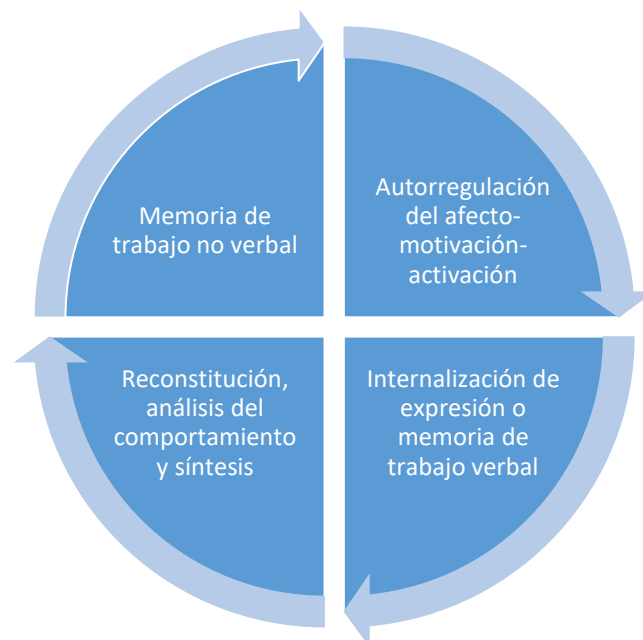 Memoria de
trabajo no verbal
Autorregulación
del afecto-
motivación-
activación
Reconstitución,
análisis del
comportamiento
y síntesis
Internalización de
expresión o
memoria de
trabajo verbal